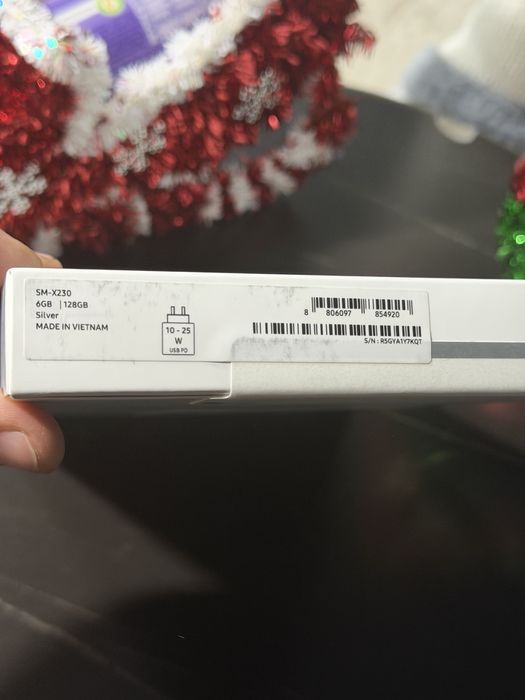 SM-X230
6GB | 128GB
Silver
MADE IN VIETNAM
10 - 25
W
USB PD
8 806097 854920
S/N : R5GYA1Y7KQT